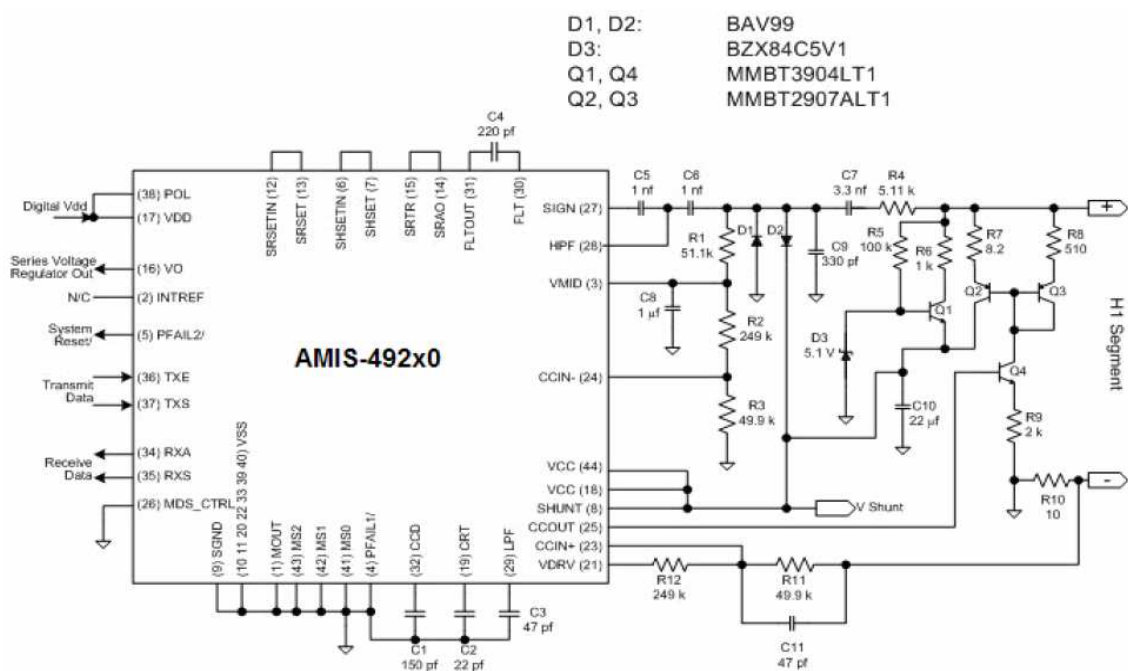 D1, D2: BAV99
D3: BZX84C5V1
Q1, Q4 MMBT3904LT1
Q2, Q3 MMBT2907ALT1
C4
220 pf
SRSETIN (12)
SRSET (13)
SHSETIN (6)
SHSET (7)
SRTR (15)
SRAO (14)
FLTOUT (31)
FLT (30)
Digital Vdd
(38) POL
(17) VDD
Series Voltage
Regulator Out
(16) VO
N/C
(2) INTREF
System
Reset/
(5) PFAIL2/
Transmit
Data
(36) TXE
(37) TXS
Receive
Data
(34) RXA
(35) RXS
(26) MDS_CTRL
AMIS-492x0
SIGN (27)
HPF (28)
VMID (3)
CCIN- (24)
VCC (44)
VCC (18)
SHUNT (8)
CCOUT (25)
CCIN+ (23)
VDRV (21)
(9) SGND
(10 11 20 22 33 39 40) VSS
(1) MOUT
(43) MS2
(42) MS1
(41) MS0
(4) PFAIL1/
(32) CCD
(19) CRT
(29) LPF
C1
150 pf
C2
22 pf
C3
47 pf
C5
1 nf
C6
1 nf
C7
3.3 nf
R4
5.11 k
R1
51.1k
D1
D2
C9
330 pf
R5
100 k
R6
1 k
R7
8.2
R8
510
Q1
Q2
Q3
C8
1 µf
R2
249 k
D3
5.1 V
Q4
R3
49.9 k
C10
22 µf
R9
2 k
R10
10
+
H1 Segment
-
V Shunt
R12
249 k
R11
49.9 k
C11
47 pf